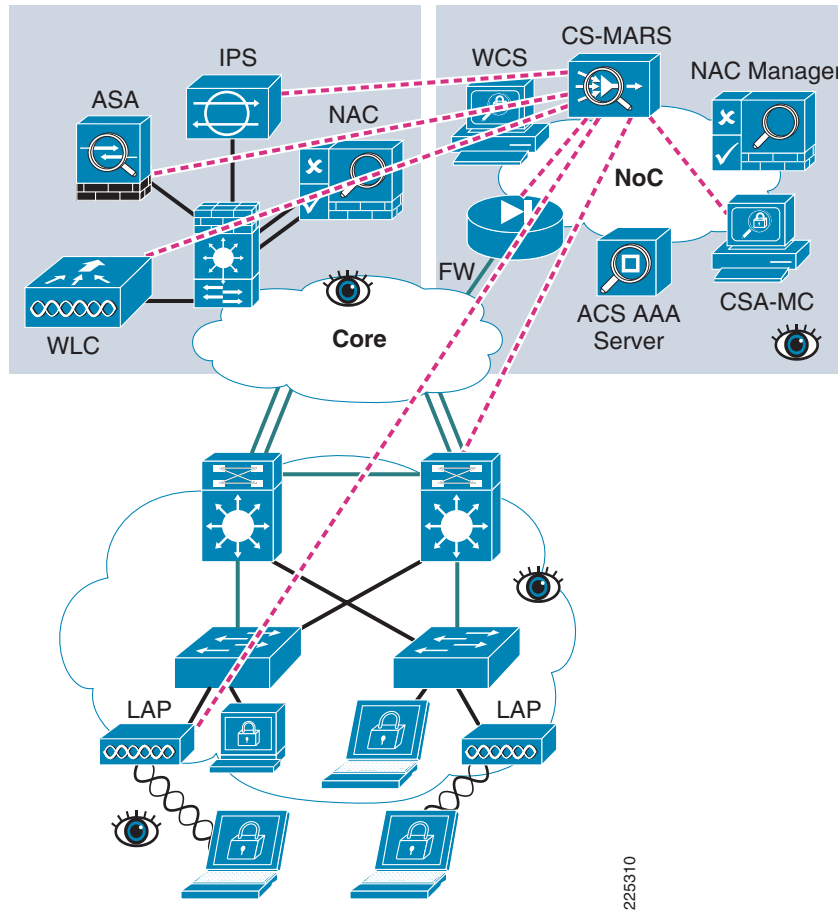 CS-MARS
IPS
WCS
NAC Manager
ASA
NAC
NoC
FW
WLC
Core
ACS AAA
Server
CSA-MC
LAP
LAP
225310